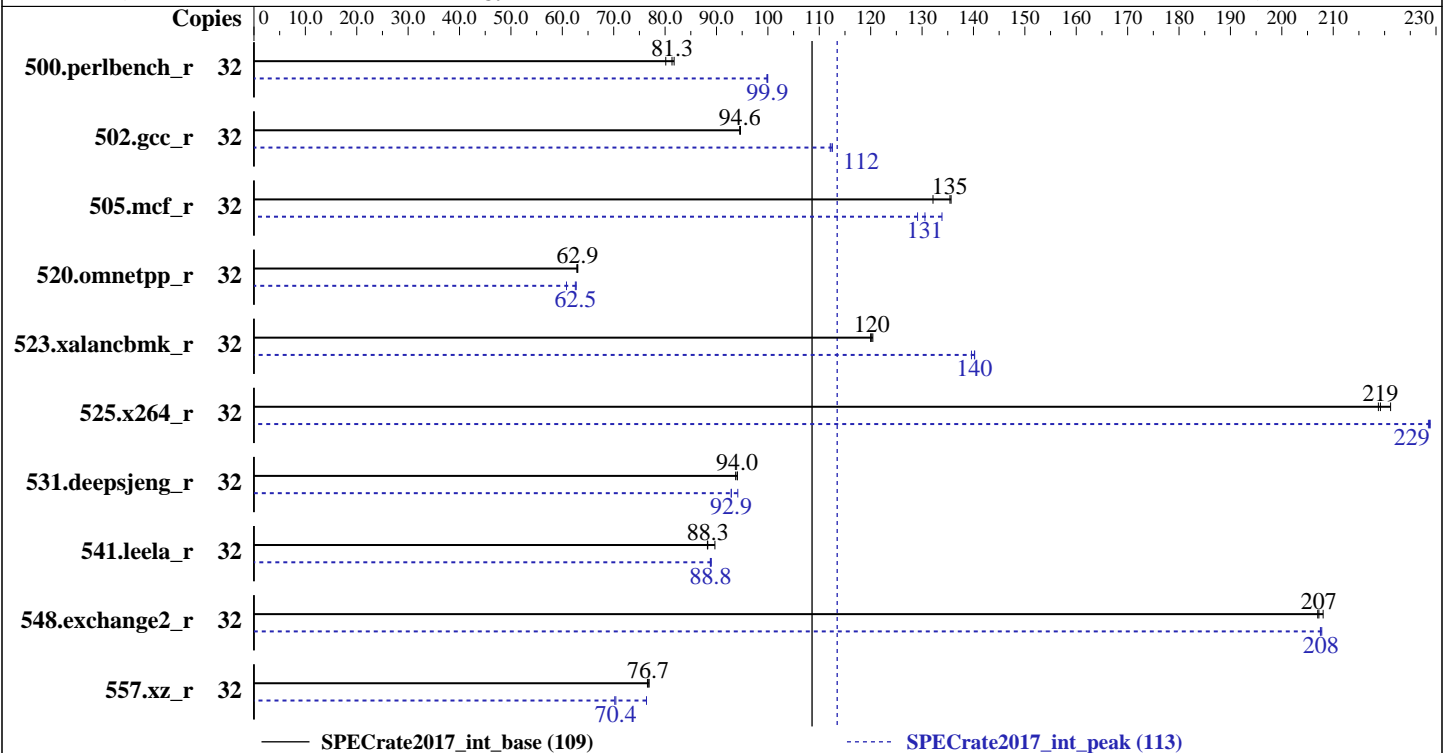 Copies 0 10.0 20.0 30.0 40.0 50.0 60.0 70.0 80.0 90.0 100 110 120 130 140 150 160 170 180 190 200 210 230
81.3
500.perlbench_r 32
99.9
94.6
502.gcc_r 32
112
135
505.mcf_r 32
131
62.9
520.omnetpp_r 32
62.5
120
523.xalancbmk_r 32
140
219
525.x264_r 32
229
94.0
531.deepsjeng_r 32
92.9
88.3
541.leela_r 32
88.8
207
548.exchange2_r 32
208
76.7
557.xz_r 32
70.4
SPECrate2017_int_base (109) SPECrate2017_int_peak (113)